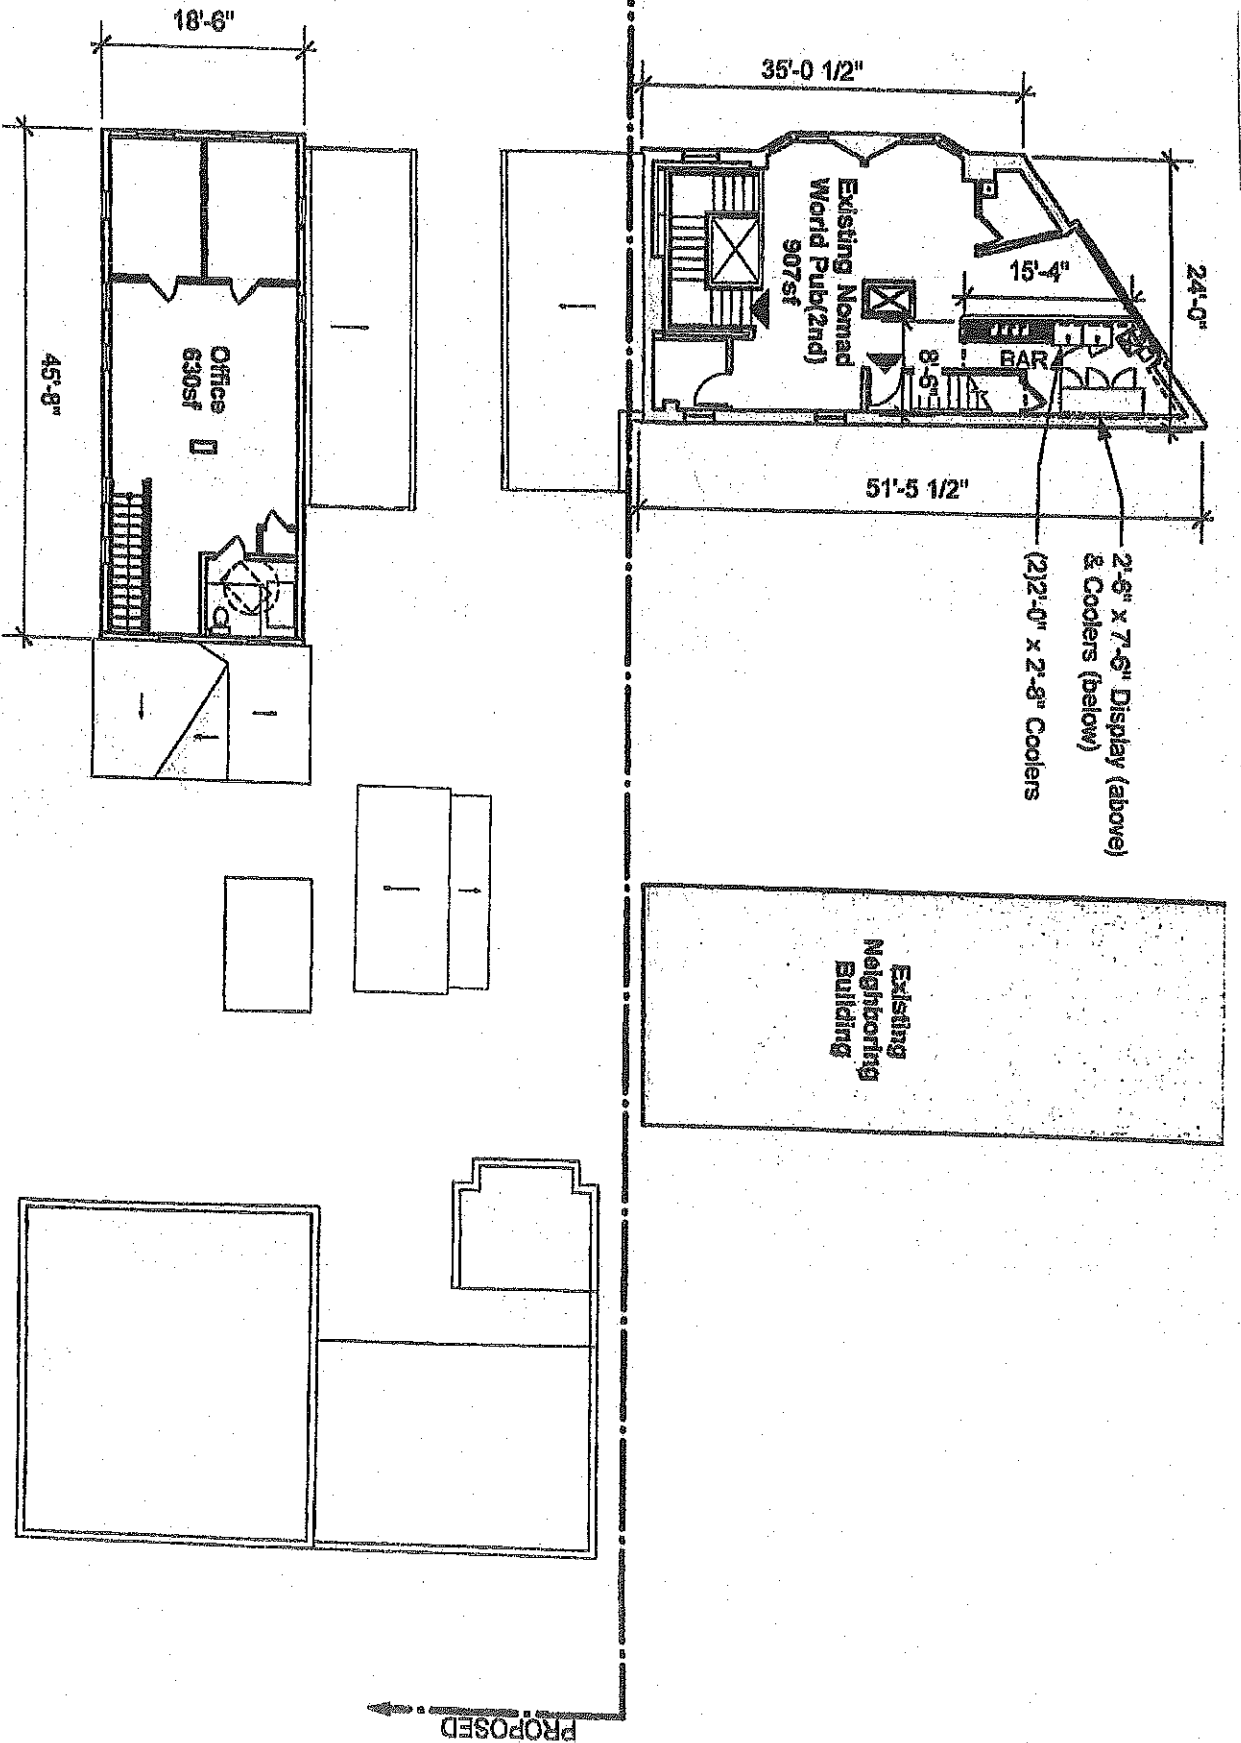 18'-6"
35'-0 1/2"
24'-0"
15'-4"
Existing Nomad
World Pub(2nd)
907sf
BAR
8'-6"
51'-5 1/2"
2'-6" x 7'-6" Display (above)
& Coolers (below)
(2)2'-0" x 2'-8" Coolers
Office
630sf
45'-8"
Existing
Neighboring
Building
PROPOSED